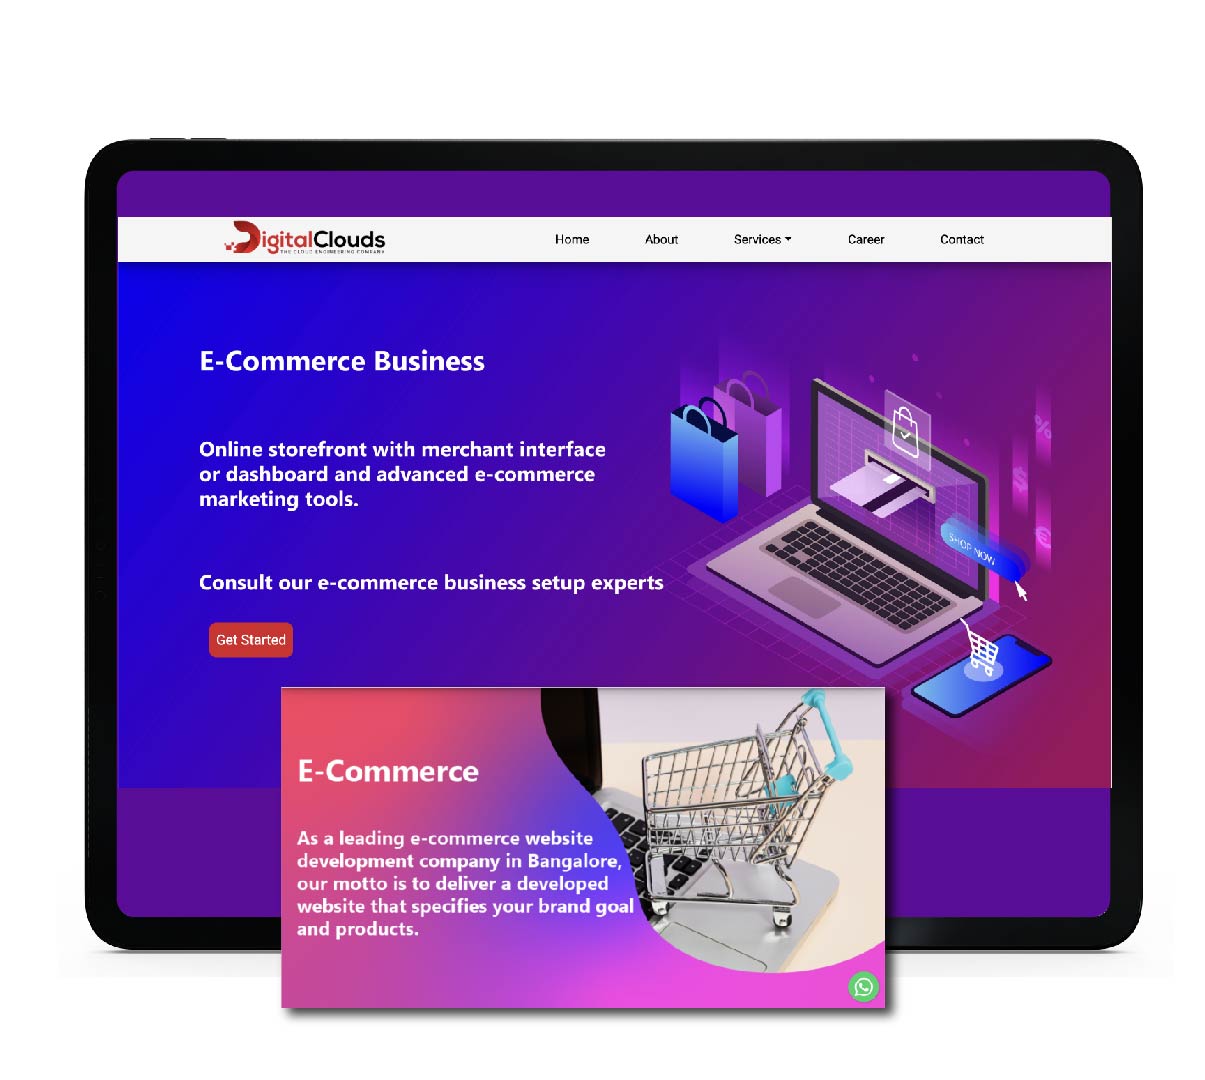 DigitalClouds
THE CLOUD ENGINEERING COMPANY
Home About Services Career Contact
E-Commerce Business
Online storefront with merchant interface
or dashboard and advanced e-commerce
marketing tools.
SHOP NOW
Consult our e-commerce business setup experts
Get Started
E-Commerce
As a leading e-commerce website
development company in Bangalore,
our motto is to deliver a developed
website that specifies your brand goal
and products.